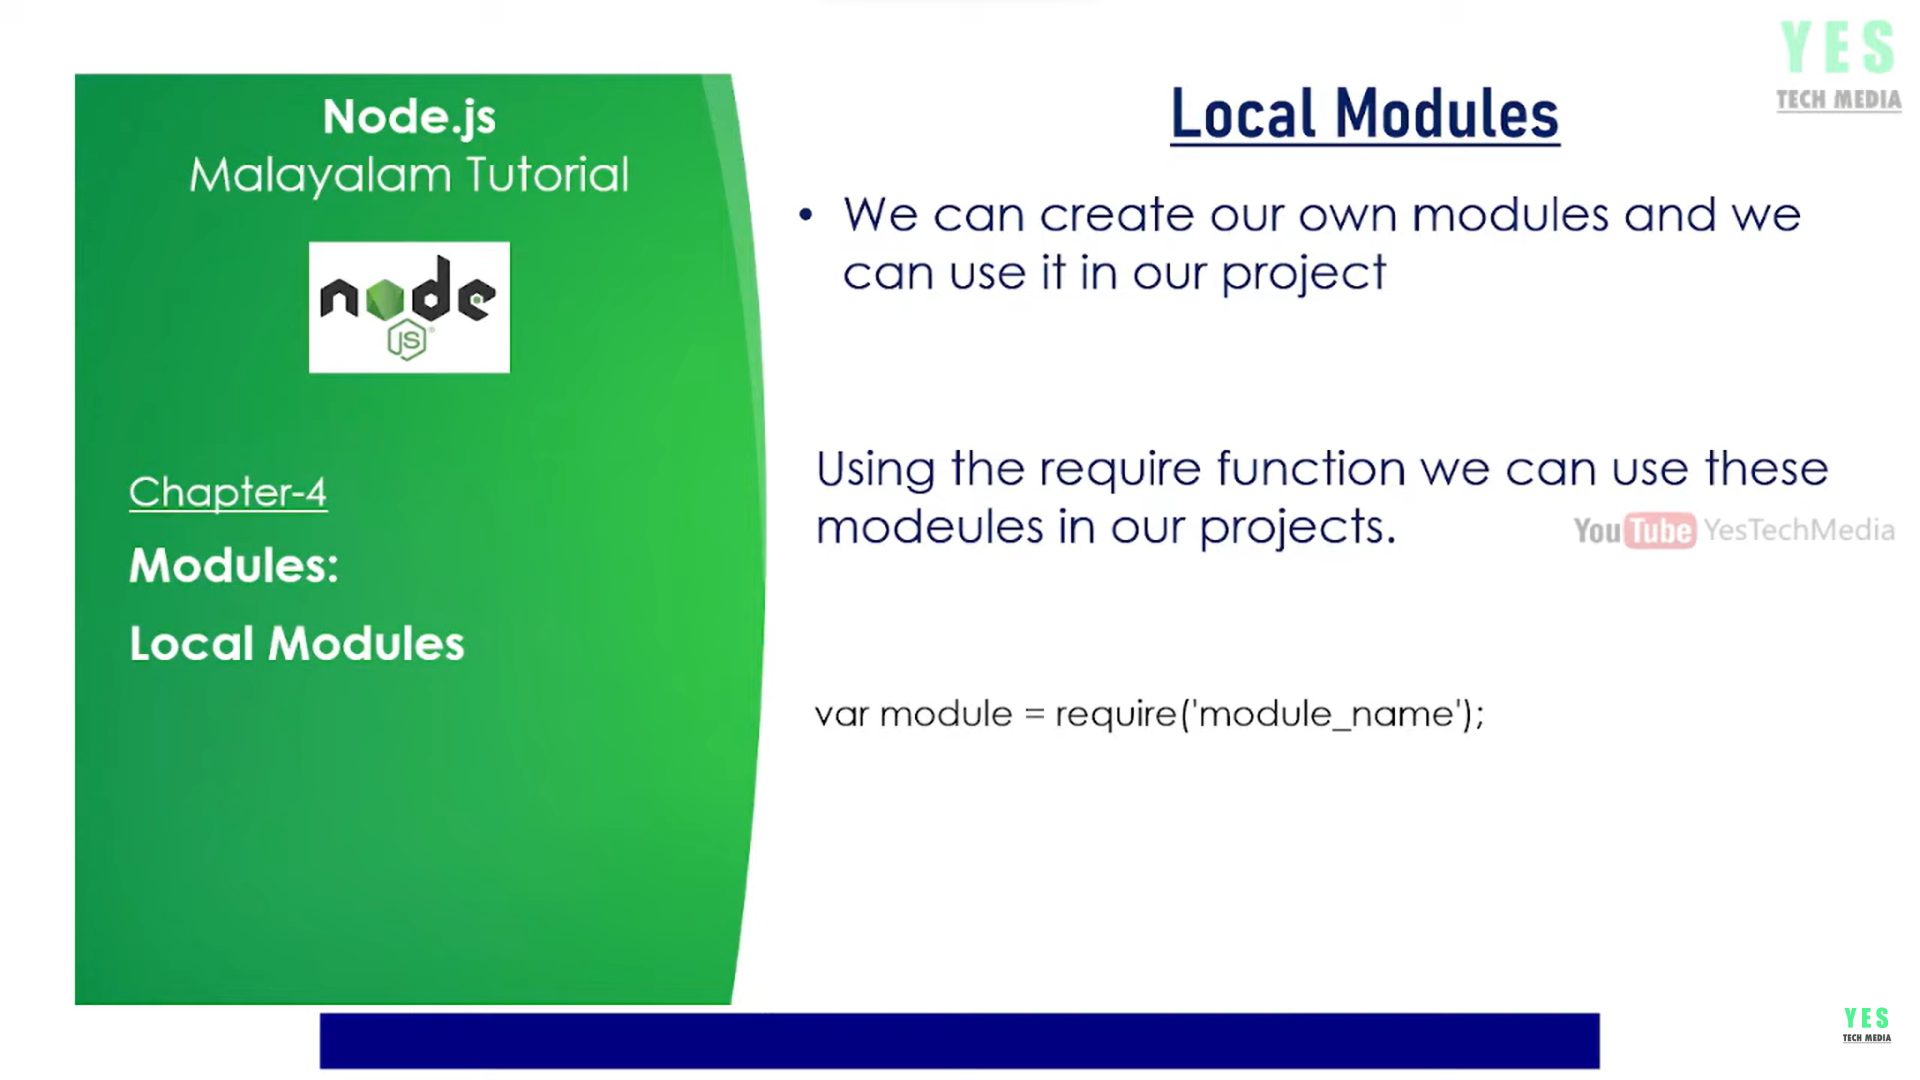 Node.js
Malayalam Tutorial
node
JS
Chapter-4
Modules:
Local Modules
YES
TECH MEDIA
Local Modules
• We can create our own modules and we
can use it in our project
Using the require function we can use these
modeules in our projects.
YouTube YesTechMedia
var module = require('module_name');
YES
TECH MEDIA